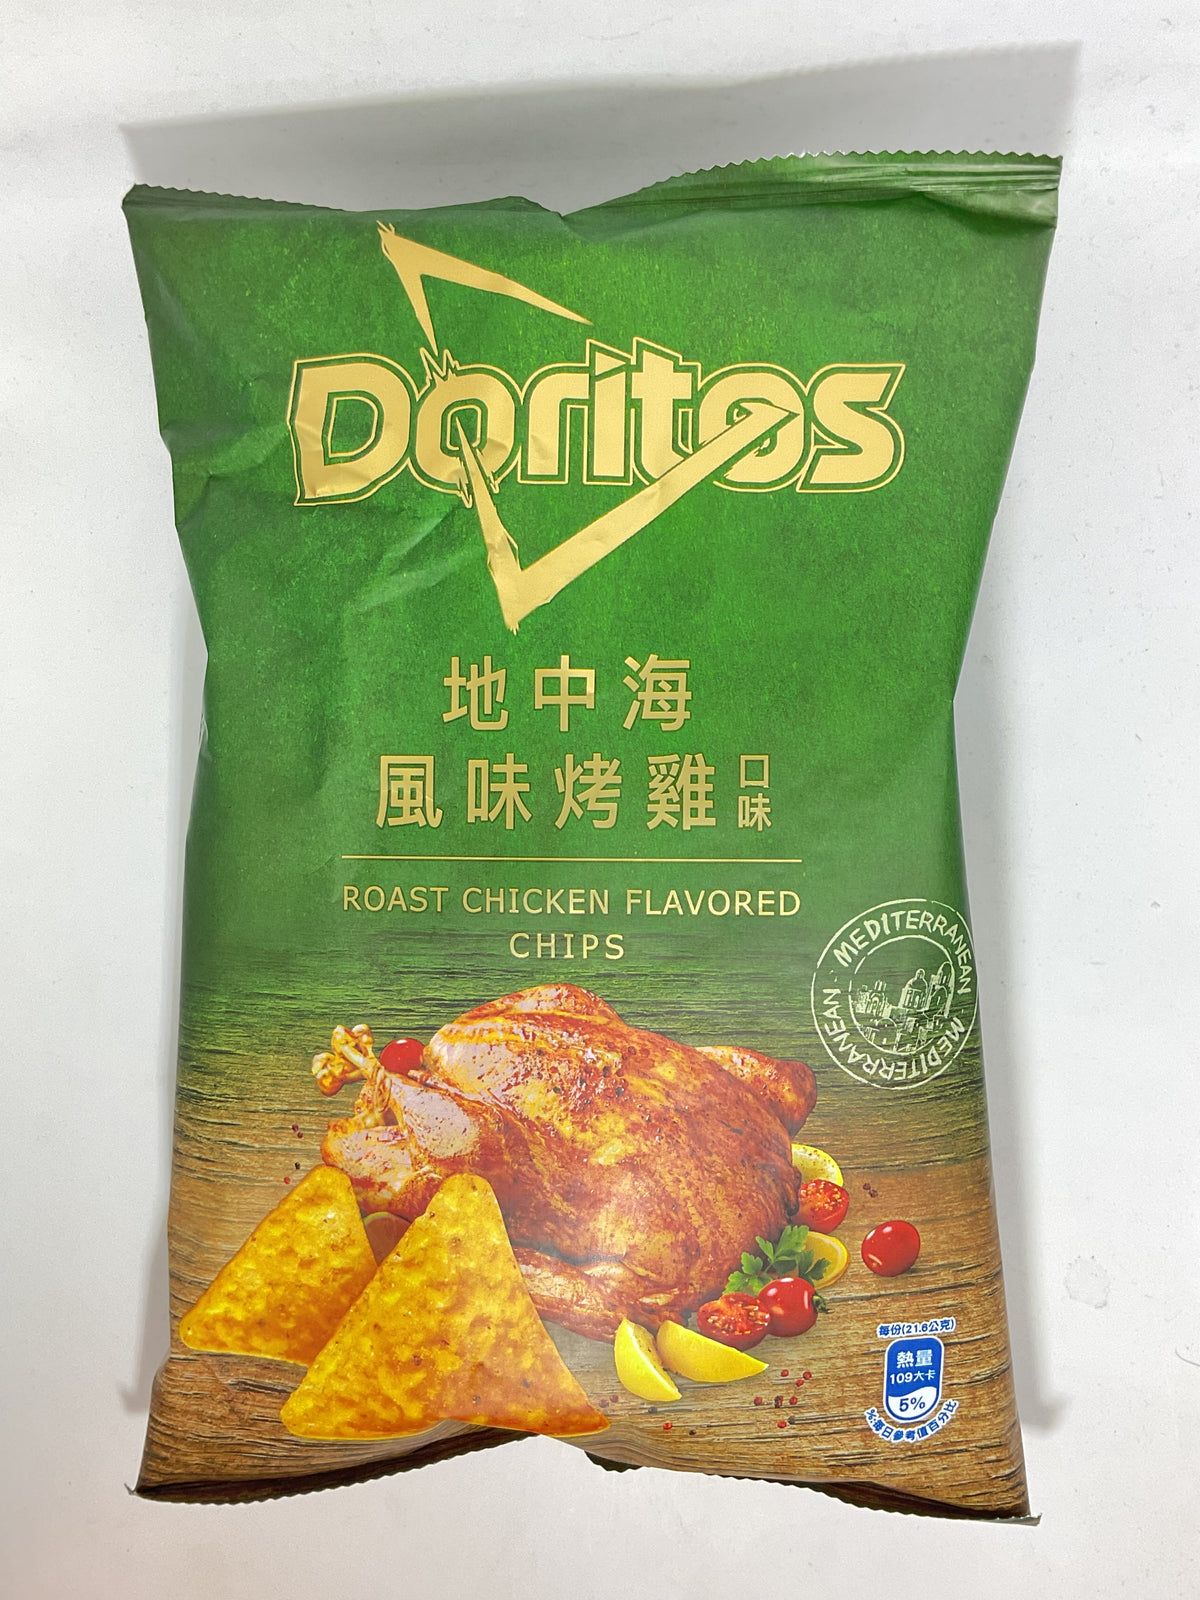 Doritos
地中海
風味烤雞口味
ROAST CHICKEN FLAVORED
CHIPS
MEDITERRANEAN
MEDITERRANEAN
每份(21.6公克)
熱量
109大卡
5%
%:每日參考值百分比